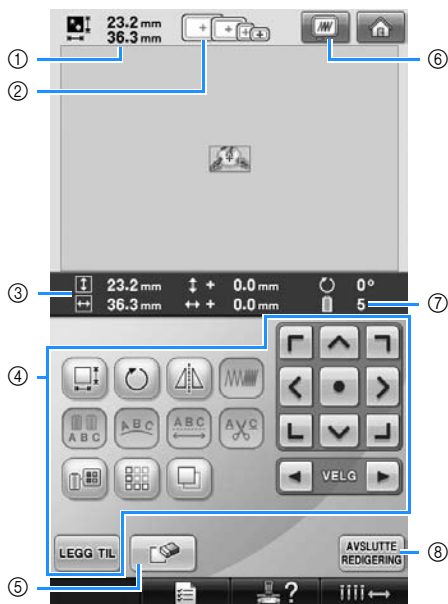 23.2 mm
36.3 mm
①
②
⑥
23.2 mm + 0.0 mm 0°
36.3 mm + 0.0 mm 5
③
⑦
④
A B C
ABC
ABC
ABC
VELG
LEGG TIL
AVSLUTTE
REDIGERING
⑤
⑧
?